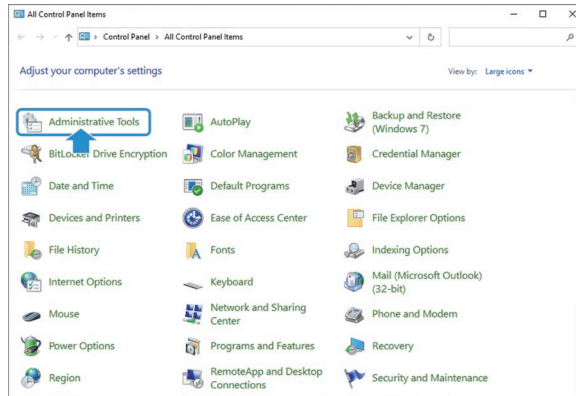 All Control Panel Items
Control Panel > All Control Panel Items
Adjust your computer's settings
View by: Large icons
Administrative Tools
AutoPlay
Backup and Restore
(Windows 7)
BitLocker Drive Encryption
Color Management
Credential Manager
Date and Time
Default Programs
Device Manager
Devices and Printers
Ease of Access Center
File Explorer Options
File History
Fonts
Indexing Options
Internet Options
Keyboard
Mail (Microsoft Outlook)
(32-bit)
Mouse
Network and Sharing
Center
Phone and Modem
Power Options
Programs and Features
Recovery
Region
RemoteApp and Desktop
Connections
Security and Maintenance